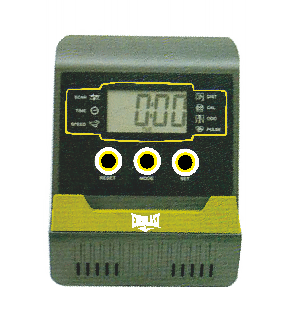 SCAN
TIME
SPEED
0:00
DIST
CAL
ODO
PULSE
RESET
MODE
SET
EVERLAST